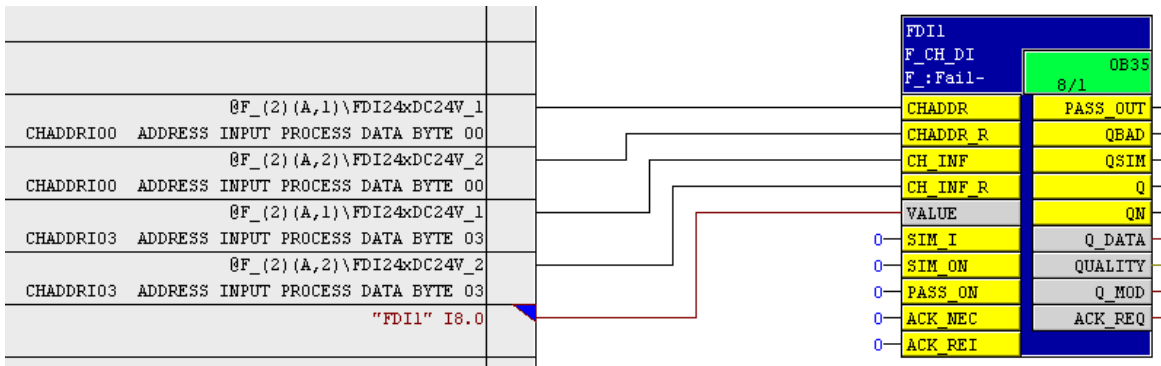 FDI1
F_CH_DI
F_:Fail-
OB35
8/1
@F_(2)(A,1)\FDI24xDC24V_1
CHADDRI00 ADDRESS INPUT PROCESS DATA BYTE 00
@F_(2)(A,2)\FDI24xDC24V_2
CHADDRI00 ADDRESS INPUT PROCESS DATA BYTE 00
@F_(2)(A,1)\FDI24xDC24V_1
CHADDRI03 ADDRESS INPUT PROCESS DATA BYTE 03
@F_(2)(A,2)\FDI24xDC24V_2
CHADDRI03 ADDRESS INPUT PROCESS DATA BYTE 03
"FDI1" I8.0
CHADDR PASS_OUT
CHADDR_R QBAD
CH_INF QSIM
CH_INF_R Q
VALUE QN
0 SIM_I Q_DATA
0 SIM_ON QUALITY
0 PASS_ON Q_MOD
0 ACK_NEC ACK_REQ
0 ACK_REI